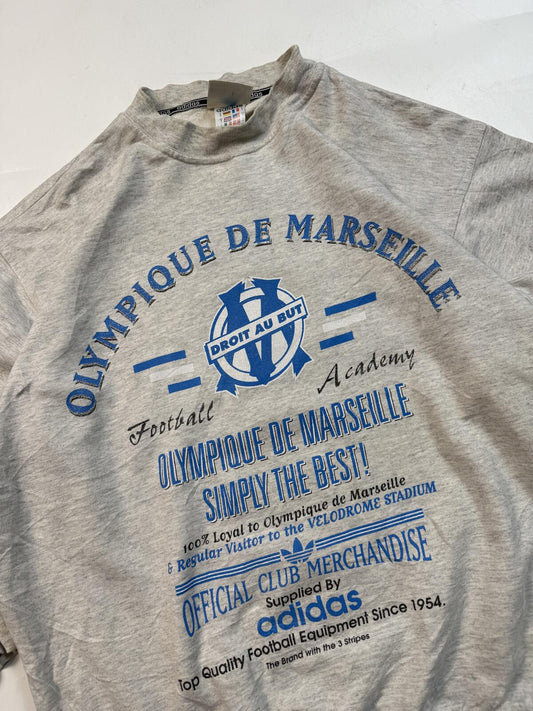 adidas
adidas
OLYMPIQUE DE MARSEILLE
DROIT AU BUT
Football Academy
OLYMPIQUE DE MARSEILLE
SIMPLY THE BEST!
100% Loyal to Olympique de Marseille
& Regular Visitor to the VELODROME STADIUM
OFFICIAL CLUB MERCHANDISE
Supplied By
adidas
Top Quality Football Equipment Since 1954.
The Brand with the 3 Stripes